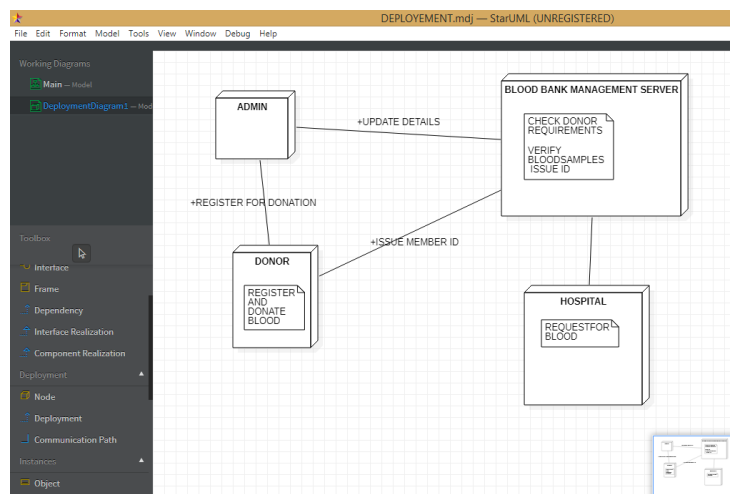 DEPLOYEMENT.mdj — StarUML (UNREGISTERED)
File Edit Format Model Tools View Window Debug Help
Working Diagrams
Main — Model
DeploymentDiagram1 — Mod
Toolbox
Interface
Frame
Dependency
Interface Realization
Component Realization
Deployment
Node
Deployment
Communication Path
Instances
Object
ADMIN
+UPDATE DETAILS
BLOOD BANK MANAGEMENT SERVER
CHECK DONOR
REQUIREMENTS
VERIFY
BLOODSAMPLES
ISSUE ID
+REGISTER FOR DONATION
+ISSUE MEMBER ID
DONOR
REGISTER
AND
DONATE
BLOOD
HOSPITAL
REQUESTFOR
BLOOD